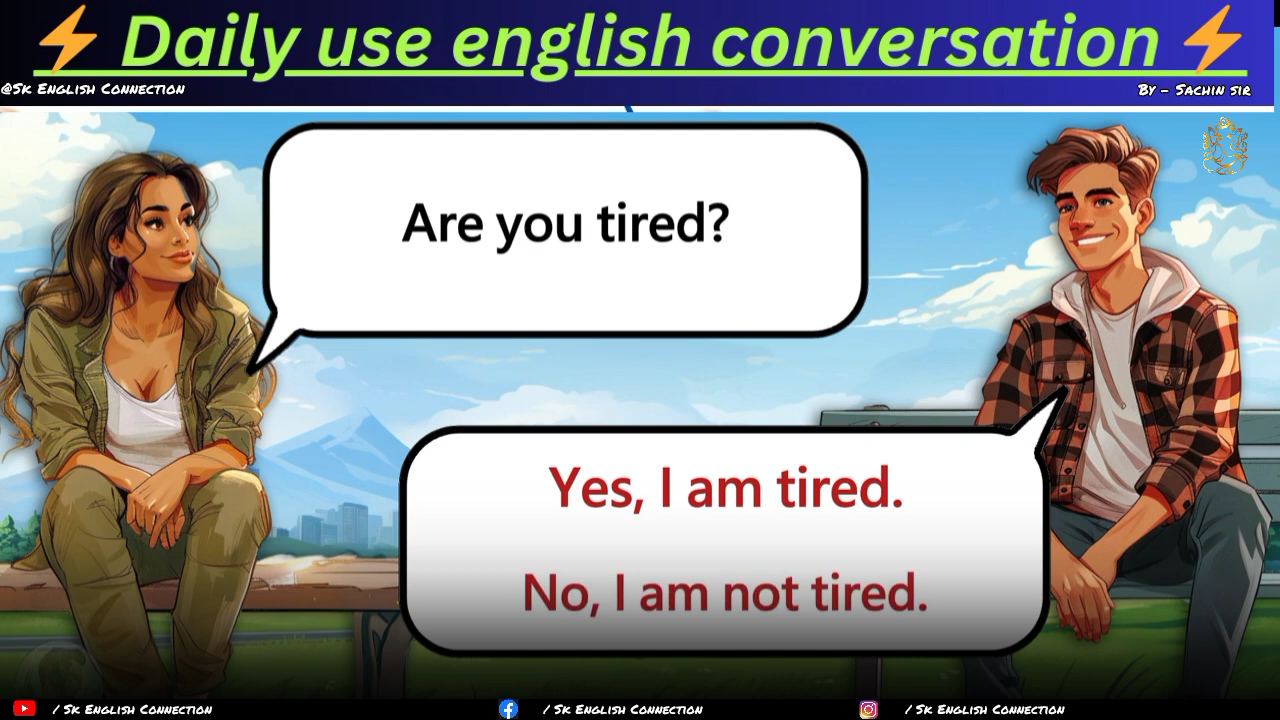 ⚡ Daily use english conversation ⚡
@Sk English Connection
By - Sachin sir
Are you tired?
Yes, I am tired.
No, I am not tired.
/ Sk English Connection
/ Sk English Connection
/ Sk English Connection